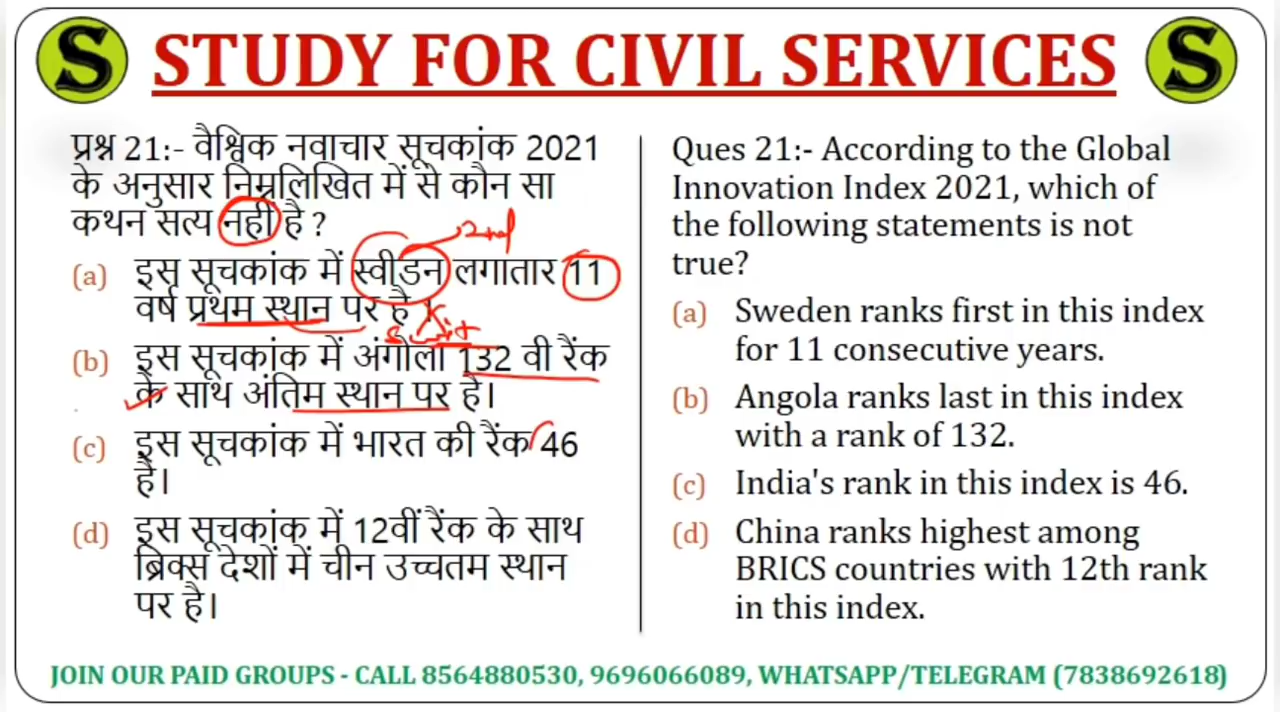 S STUDY FOR CIVIL SERVICES S
प्रश्न 21:- वैश्विक नवाचार सूचकांक 2021
के अनुसार निम्नलिखित में से कौन सा
कथन सत्य नहीं है ?
2nd
(a) इस सूचकांक में स्वीडन लगातार 11
वर्ष प्रथम स्थान पर है ।
(b) इस सूचकांक में अंगोला 132 वी रैंक
के साथ अंतिम स्थान पर है।
(c) इस सूचकांक में भारत की रैंक 46
है।
(d) इस सूचकांक में 12वीं रैंक के साथ
ब्रिक्स देशों में चीन उच्चतम स्थान
पर है।
Ques 21:- According to the Global
Innovation Index 2021, which of
the following statements is not
true?
(a) Sweden ranks first in this index
for 11 consecutive years.
(b) Angola ranks last in this index
with a rank of 132.
(c) India's rank in this index is 46.
(d) China ranks highest among
BRICS countries with 12th rank
in this index.
JOIN OUR PAID GROUPS - CALL 8564880530, 9696066089, WHATSAPP/TELEGRAM (7838692618)